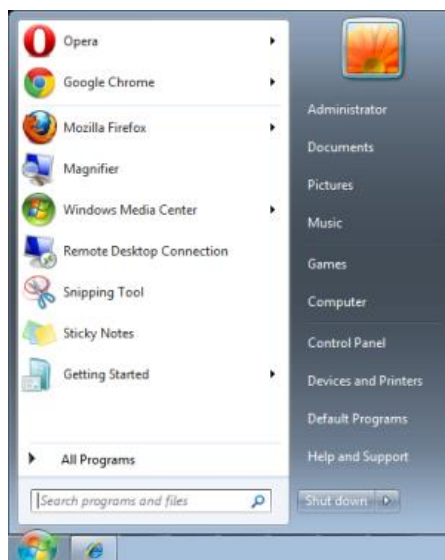 Opera
Google Chrome
Mozilla Firefox
Magnifier
Windows Media Center
Remote Desktop Connection
Snipping Tool
Sticky Notes
Getting Started
All Programs
Search programs and files
Administrator
Documents
Pictures
Music
Games
Computer
Control Panel
Devices and Printers
Default Programs
Help and Support
Shut down